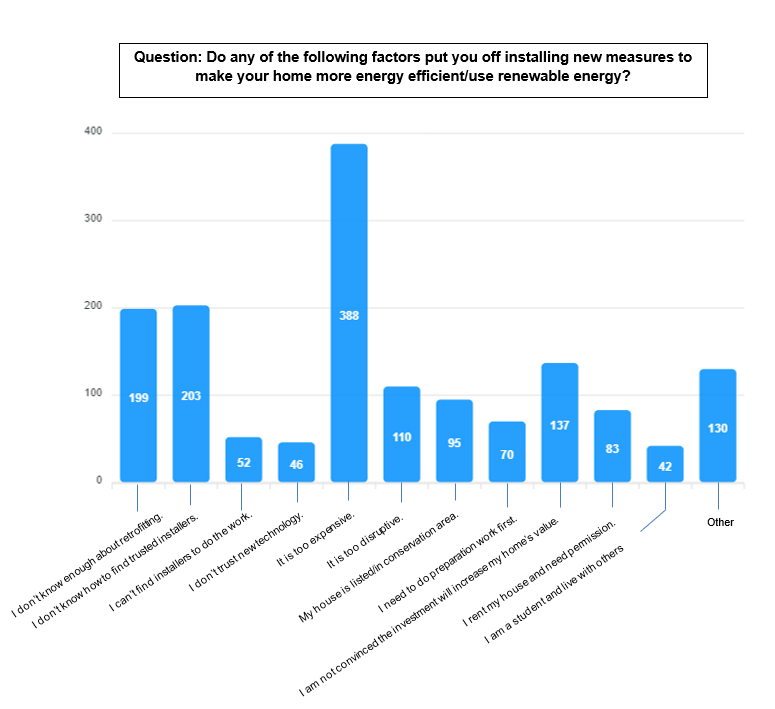 Question: Do any of the following factors put you off installing new measures to
make your home more energy efficient/use renewable energy?
400
300
200
100
0
199
203
52
46
388
110
95
70
137
83
42
130
I don't know enough about retrofitting.
I don't know how to find trusted installers.
I can't find installers to do the work.
I don't trust new technology.
It is too expensive.
It is too disruptive.
My house is listed/in conservation area.
I need to do preparation work first.
I am not convinced the investment will increase my home's value.
I rent my house and need permission.
I am a student and live with others
Other